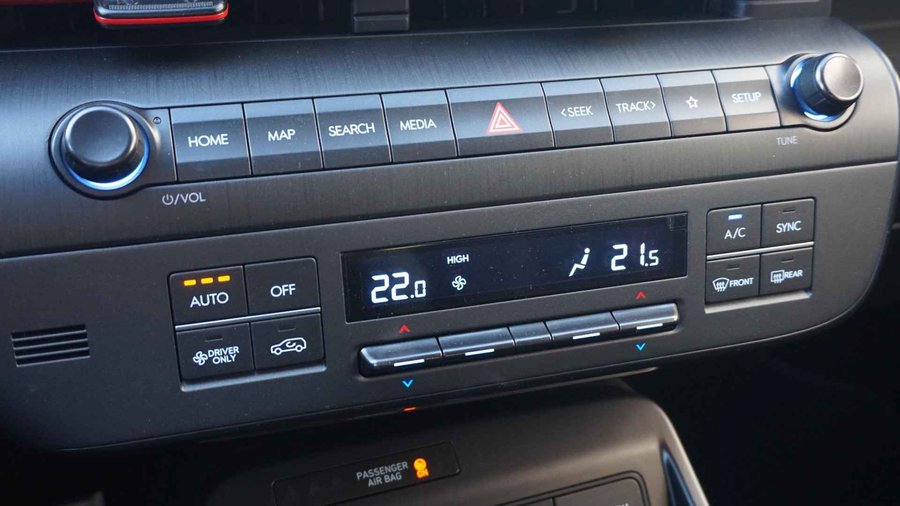 HOME
MAP
SEARCH
MEDIA
<SEEK
TRACK>
SETUP
/VOL
TUNE
AUTO
OFF
DRIVER
ONLY
22.0
HIGH
21.5
A/C
SYNC
FRONT
REAR
PASSENGER
AIR BAG
ON